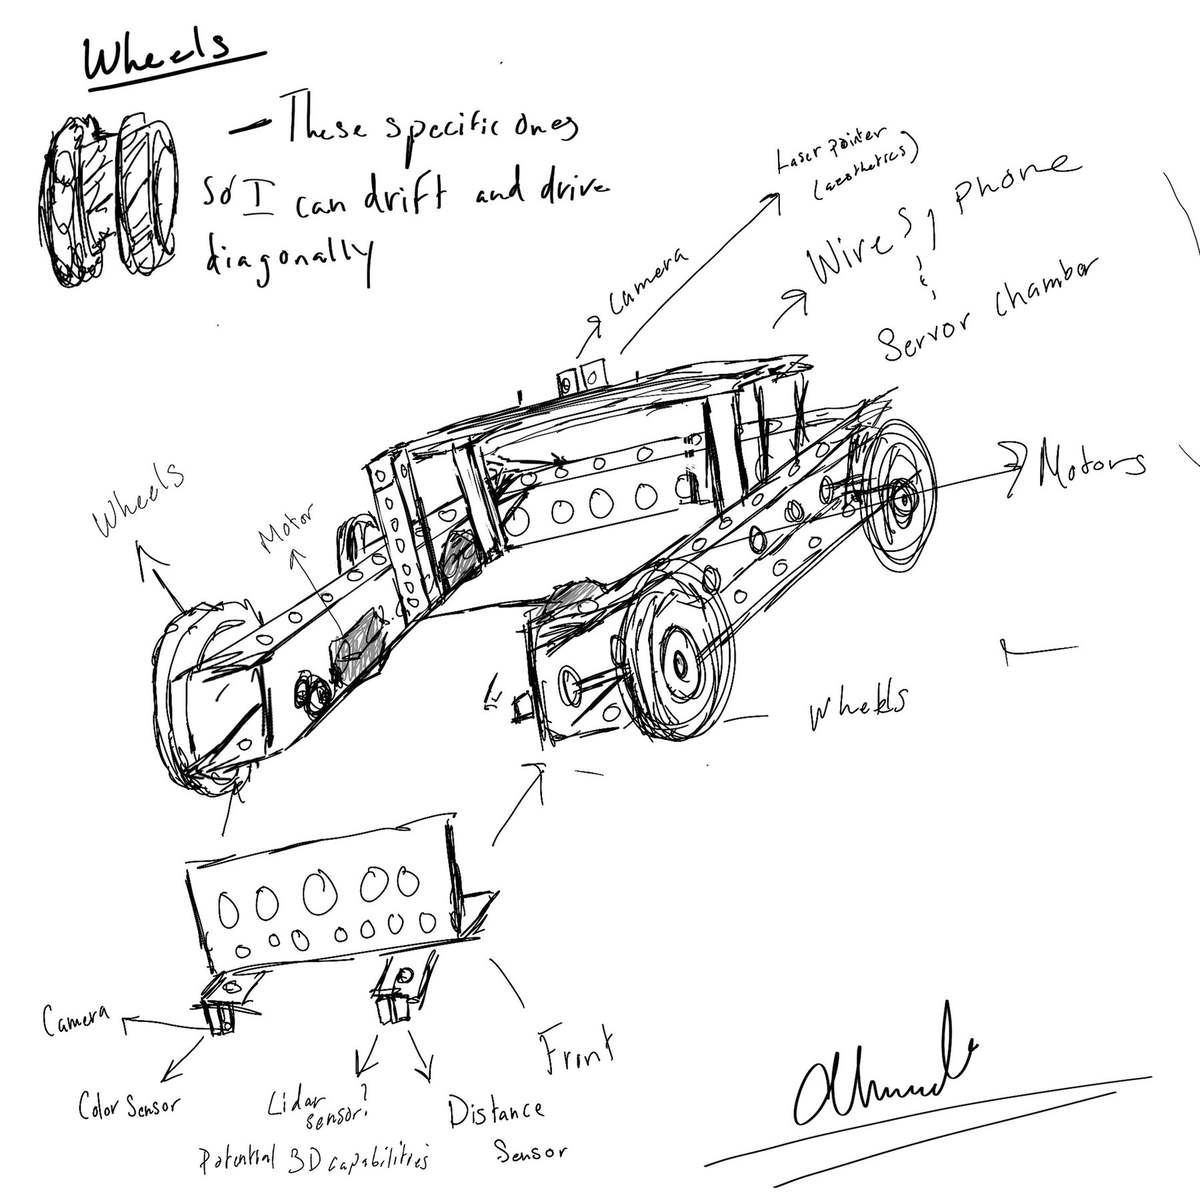 Wheels
- These specific ones
so I can drift and drive
diagonally
Laser pointer
(aesthetics)
Camera
Wires, phone
&
Servor chamber
Wheels
Motor
Motors
Wheels
Camera
Color Sensor
Lidar
sensor?
Potential 3D capabilities
Distance
Sensor
Front